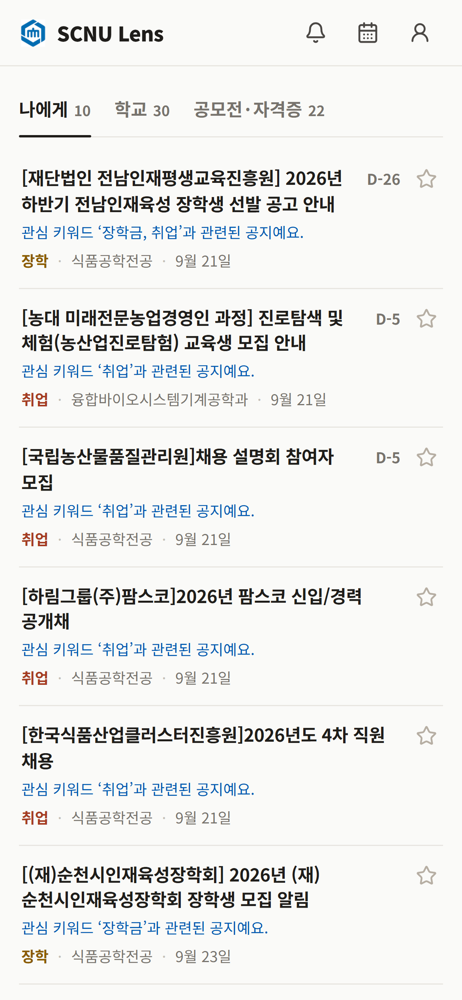 SCNU Lens
나에게 10 학교 30 공모전·자격증 22
[재단법인 전남인재평생교육진흥원] 2026년 D-26
하반기 전남인재육성 장학생 선발 공고 안내
관심 키워드 ‘장학금, 취업’과 관련된 공지예요.
장학 · 식품공학전공 · 9월 21일
[농대 미래전문농업경영인 과정] 진로탐색 및 D-5
체험(농산업진로탐험) 교육생 모집 안내
관심 키워드 ‘취업’과 관련된 공지예요.
취업 · 융합바이오시스템기계공학과 · 9월 21일
[국립농산물품질관리원]채용 설명회 참여자 D-5
모집
관심 키워드 ‘취업’과 관련된 공지예요.
취업 · 식품공학전공 · 9월 21일
[하림그룹(주)팜스코]2026년 팜스코 신입/경력
공개채
관심 키워드 ‘취업’과 관련된 공지예요.
취업 · 식품공학전공 · 9월 21일
[한국식품산업클러스터진흥원]2026년도 4차 직원
채용
관심 키워드 ‘취업’과 관련된 공지예요.
취업 · 식품공학전공 · 9월 21일
[(재)순천시인재육성장학회] 2026년 (재)
순천시인재육성장학회 장학생 모집 알림
관심 키워드 ‘장학금’과 관련된 공지예요.
장학 · 식품공학전공 · 9월 23일